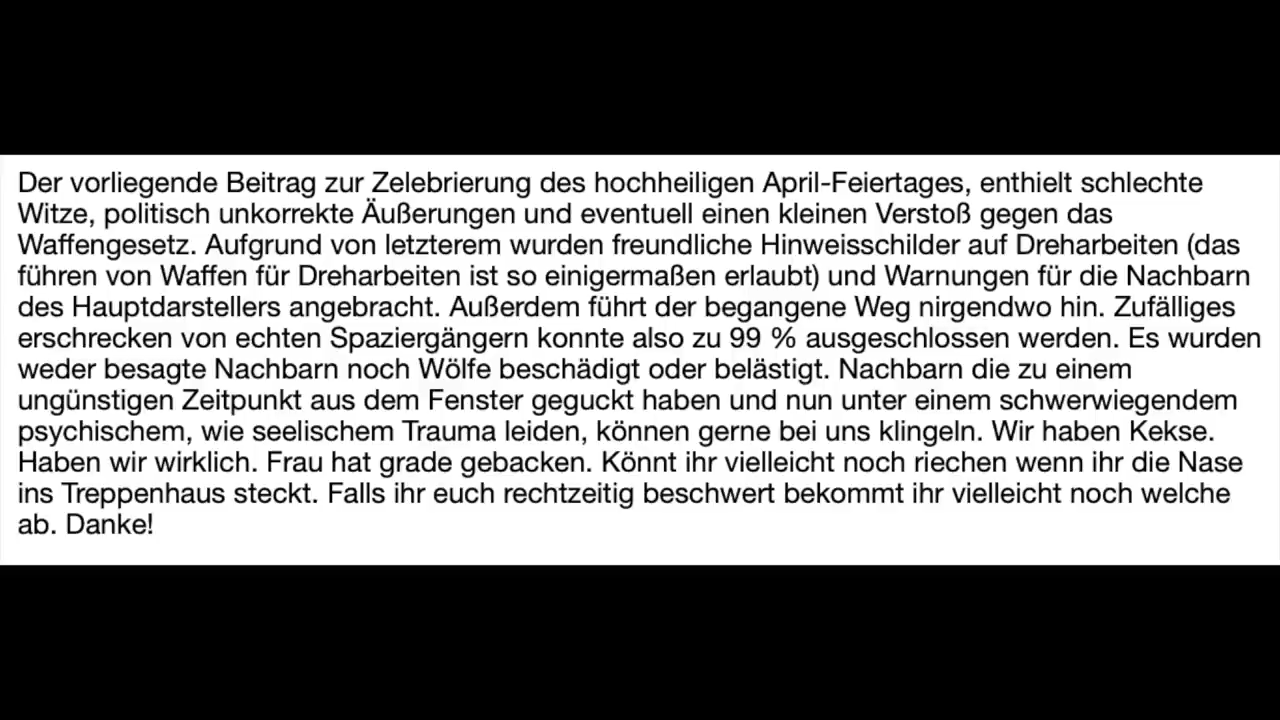 Der vorliegende Beitrag zur Zelebrierung des hochheiligen April-Feiertages, enthielt schlechte
Witze, politisch unkorrekte Äußerungen und eventuell einen kleinen Verstoß gegen das
Waffengesetz. Aufgrund von letzterem wurden freundliche Hinweisschilder auf Dreharbeiten (das
führen von Waffen für Dreharbeiten ist so einigermaßen erlaubt) und Warnungen für die Nachbarn
des Hauptdarstellers angebracht. Außerdem führt der begangene Weg nirgendwo hin. Zufälliges
erschrecken von echten Spaziergängern konnte also zu 99 % ausgeschlossen werden. Es wurden
weder besagte Nachbarn noch Wölfe beschädigt oder belästigt. Nachbarn die zu einem
ungünstigen Zeitpunkt aus dem Fenster geguckt haben und nun unter einem schwerwiegendem
psychischem, wie seelischem Trauma leiden, können gerne bei uns klingeln. Wir haben Kekse.
Haben wir wirklich. Frau hat grade gebacken. Könnt ihr vielleicht noch riechen wenn ihr die Nase
ins Treppenhaus steckt. Falls ihr euch rechtzeitig beschwert bekommt ihr vielleicht noch welche
ab. Danke!